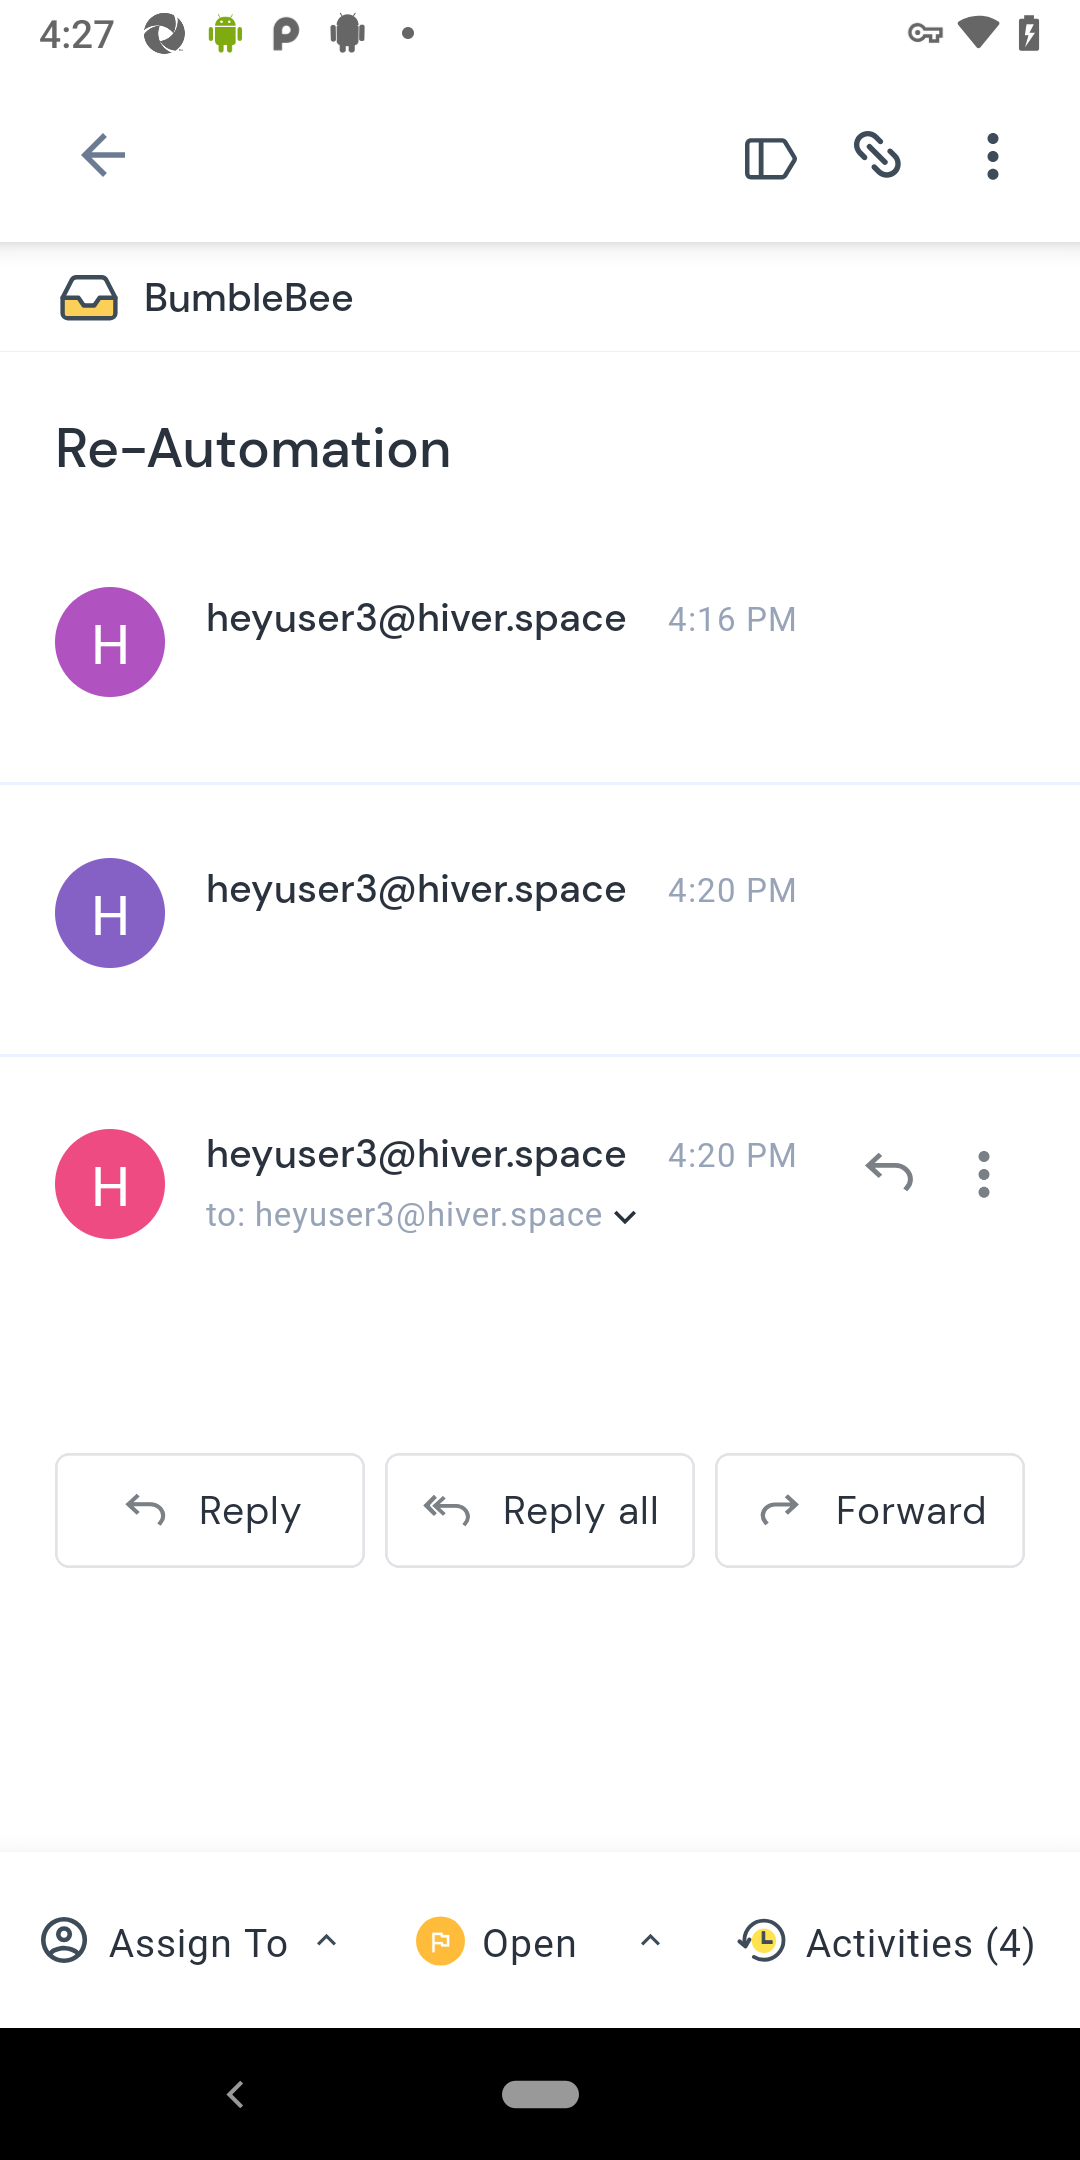 4:27
BumbleBee
Re-Automation
H
heyuser3@hiver.space 4:16 PM
H
heyuser3@hiver.space 4:20 PM
H
heyuser3@hiver.space 4:20 PM
to: heyuser3@hiver.space
Reply
Reply all
Forward
Assign To
Open
Activities (4)